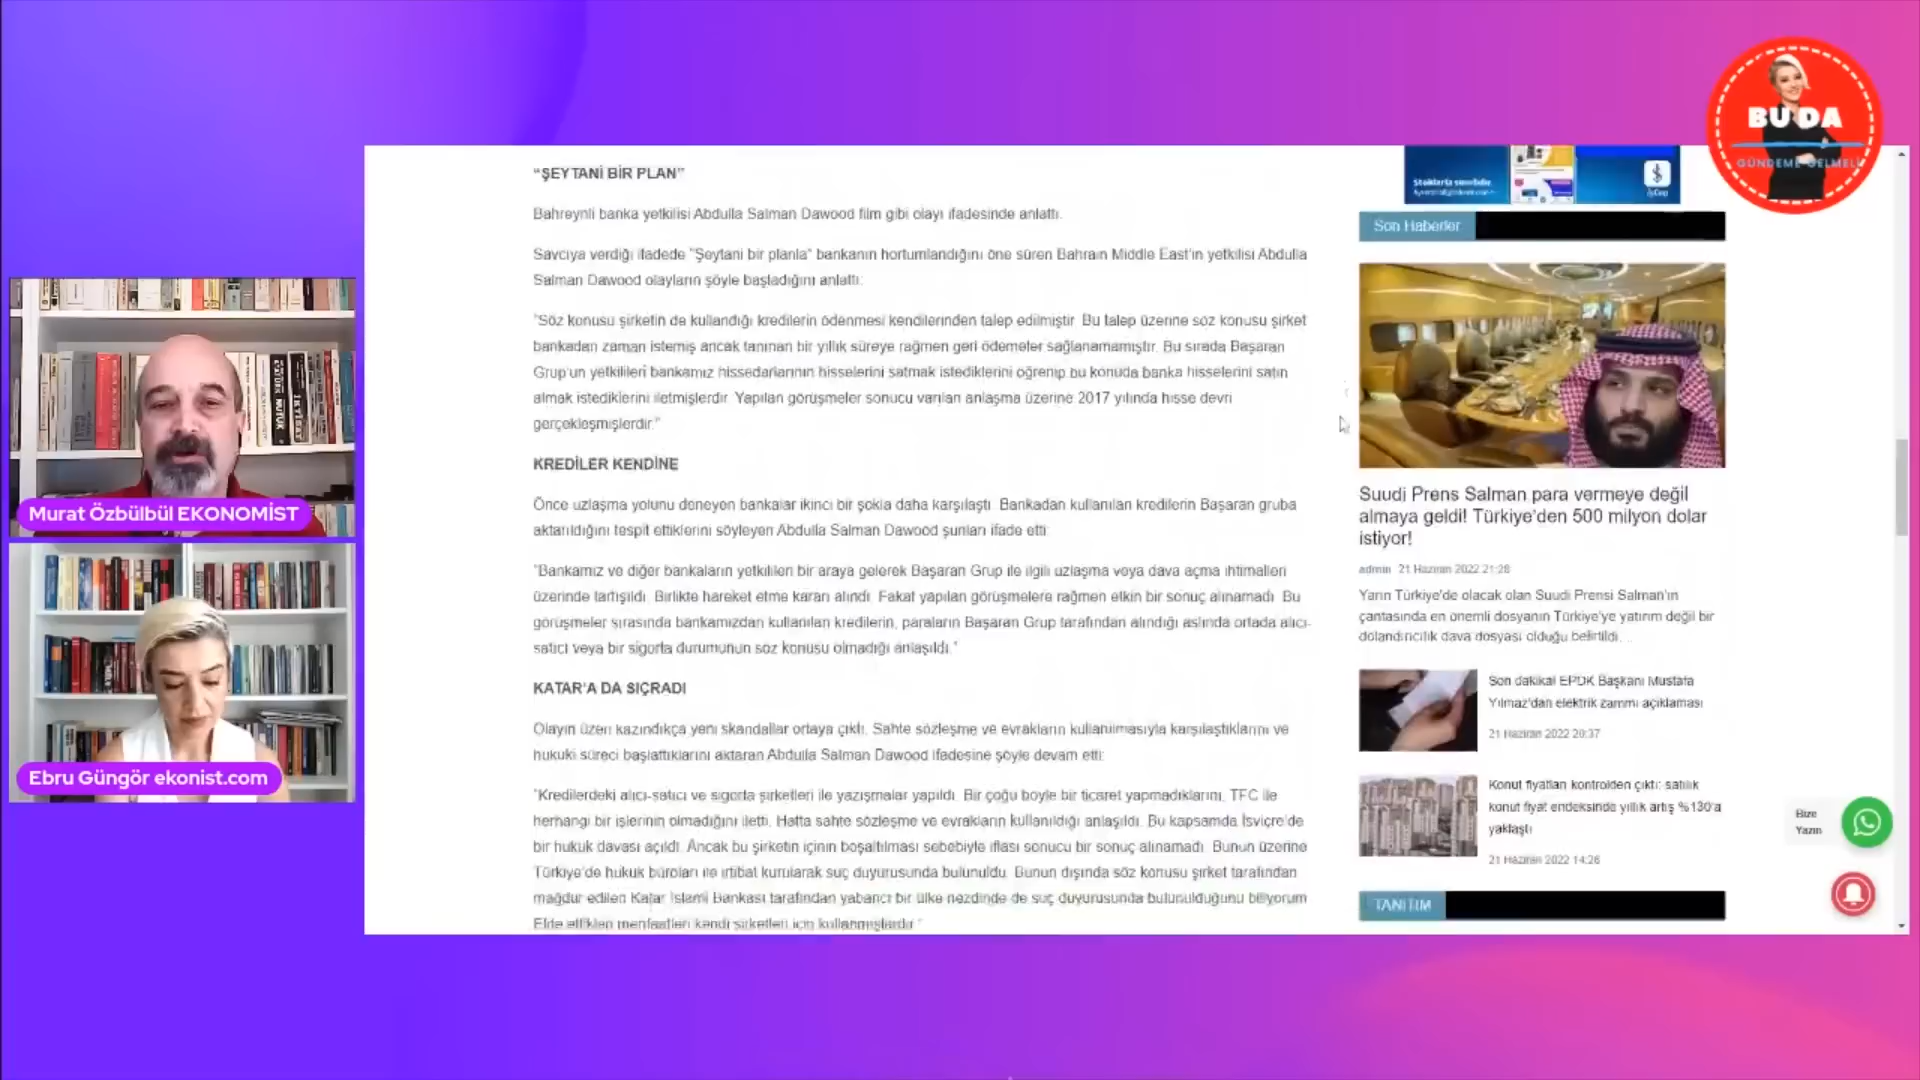 BU DA
GÜNDEME GELMELİ
“ŞEYTANİ BİR PLAN”
Bahreynli banka yetkilisi Abdulla Salman Dawood film gibi olayı ifadesinde anlattı.
Savcıya verdiği ifadede “Şeytani bir planla” bankanın hortumlandığını öne süren Bahrain Middle East'in yetkilisi Abdulla
Salman Dawood olayların şöyle başladığını anlattı:
“Söz konusu şirketin de kullandığı kredilerin ödenmesi kendilerinden talep edilmiştir. Bu talep üzerine söz konusu şirket
bankadan zaman istemiş ancak tanınan bir yıllık süreye rağmen geri ödemeler sağlanamamıştır. Bu sırada Başaran
Grup'un yetkilileri bankamız hissedarlarının hisselerini satmak istediklerini öğrenip bu konuda banka hisselerini satın
almak istediklerini iletmişlerdir. Yapılan görüşmeler sonucu varılan anlaşma üzerine 2017 yılında hisse devri
gerçekleşmişlerdir.”
KREDİLER KENDİNE
Önce uzlaşma yolunu deneyen bankalar ikinci bir şokla daha karşılaştı. Bankadan kullanılan kredilerin Başaran gruba
aktarıldığını tespit ettiklerini söyleyen Abdulla Salman Dawood şunları ifade etti:
“Bankamız ve diğer bankaların yetkilileri bir araya gelerek Başaran Grup ile ilgili uzlaşma veya dava açma ihtimalleri
üzerinde tartışıldı. Birlikte hareket etme kararı alındı. Fakat yapılan görüşmelere rağmen etkin bir sonuç alınamadı. Bu
görüşmeler sırasında bankamızdan kullanılan kredilerin, paraların Başaran Grup tarafından alındığı aslında ortada alıcı-
satıcı veya bir sigorta durumunun söz konusu olmadığı anlaşıldı.”
KATAR'A DA SIÇRADI
Olayın üzeri kazındıkça yeni skandallar ortaya çıktı. Sahte sözleşme ve evrakların kullanılmasıyla karşılaştıklarını ve
hukuki süreci başlattıklarını aktaran Abdulla Salman Dawood ifadesine şöyle devam etti:
“Kredilerdeki alıcı-satıcı ve sigorta şirketleri ile yazışmalar yapıldı. Bir çoğu böyle bir ticaret yapmadıklarını, TFC ile
herhangi bir işlerinin olmadığını iletti. Hatta sahte sözleşme ve evrakların kullanıldığı anlaşıldı. Bu kapsamda İsviçre'de
bir hukuk davası açıldı. Ancak bu şirketin içinin boşaltılması sebebiyle iflası sonucu bir sonuç alınamadı. Bunun üzerine
Türkiye'de hukuk büroları ile irtibat kurularak suç duyurusunda bulunuldu. Bunun dışında söz konusu şirket tarafından
mağdur edilen Katar İslami Bankası tarafından yabancı bir ülke nezdinde de suç duyurusunda bulunulduğunu biliyorum.
Elde ettikleri menfaatleri kendi şirketleri için kullanmışlardır.”
Stoklarla sınırlıdır.
Son Haberler
Suudi Prens Salman para vermeye değil
almaya geldi! Türkiye'den 500 milyon dolar
istiyor!
admin 21 Haziran 2022 21:28
Yarın Türkiye'de olacak olan Suudi Prensi Salman'ın
çantasında en önemli dosyanın Türkiye'ye yatırım değil bir
dolandırıcılık dava dosyası olduğu belirtildi....
Son dakika! EPDK Başkanı Mustafa
Yılmaz'dan elektrik zammı açıklaması
21 Haziran 2022 20:37
Konut fiyatları kontrolden çıktı: satılık
konut fiyat endeksinde yıllık artış %130'a
yaklaştı
21 Haziran 2022 14:26
TANITIM
Bize
Yazın
Murat Özbülbül EKONOMİST
Ebru Güngör ekonist.com